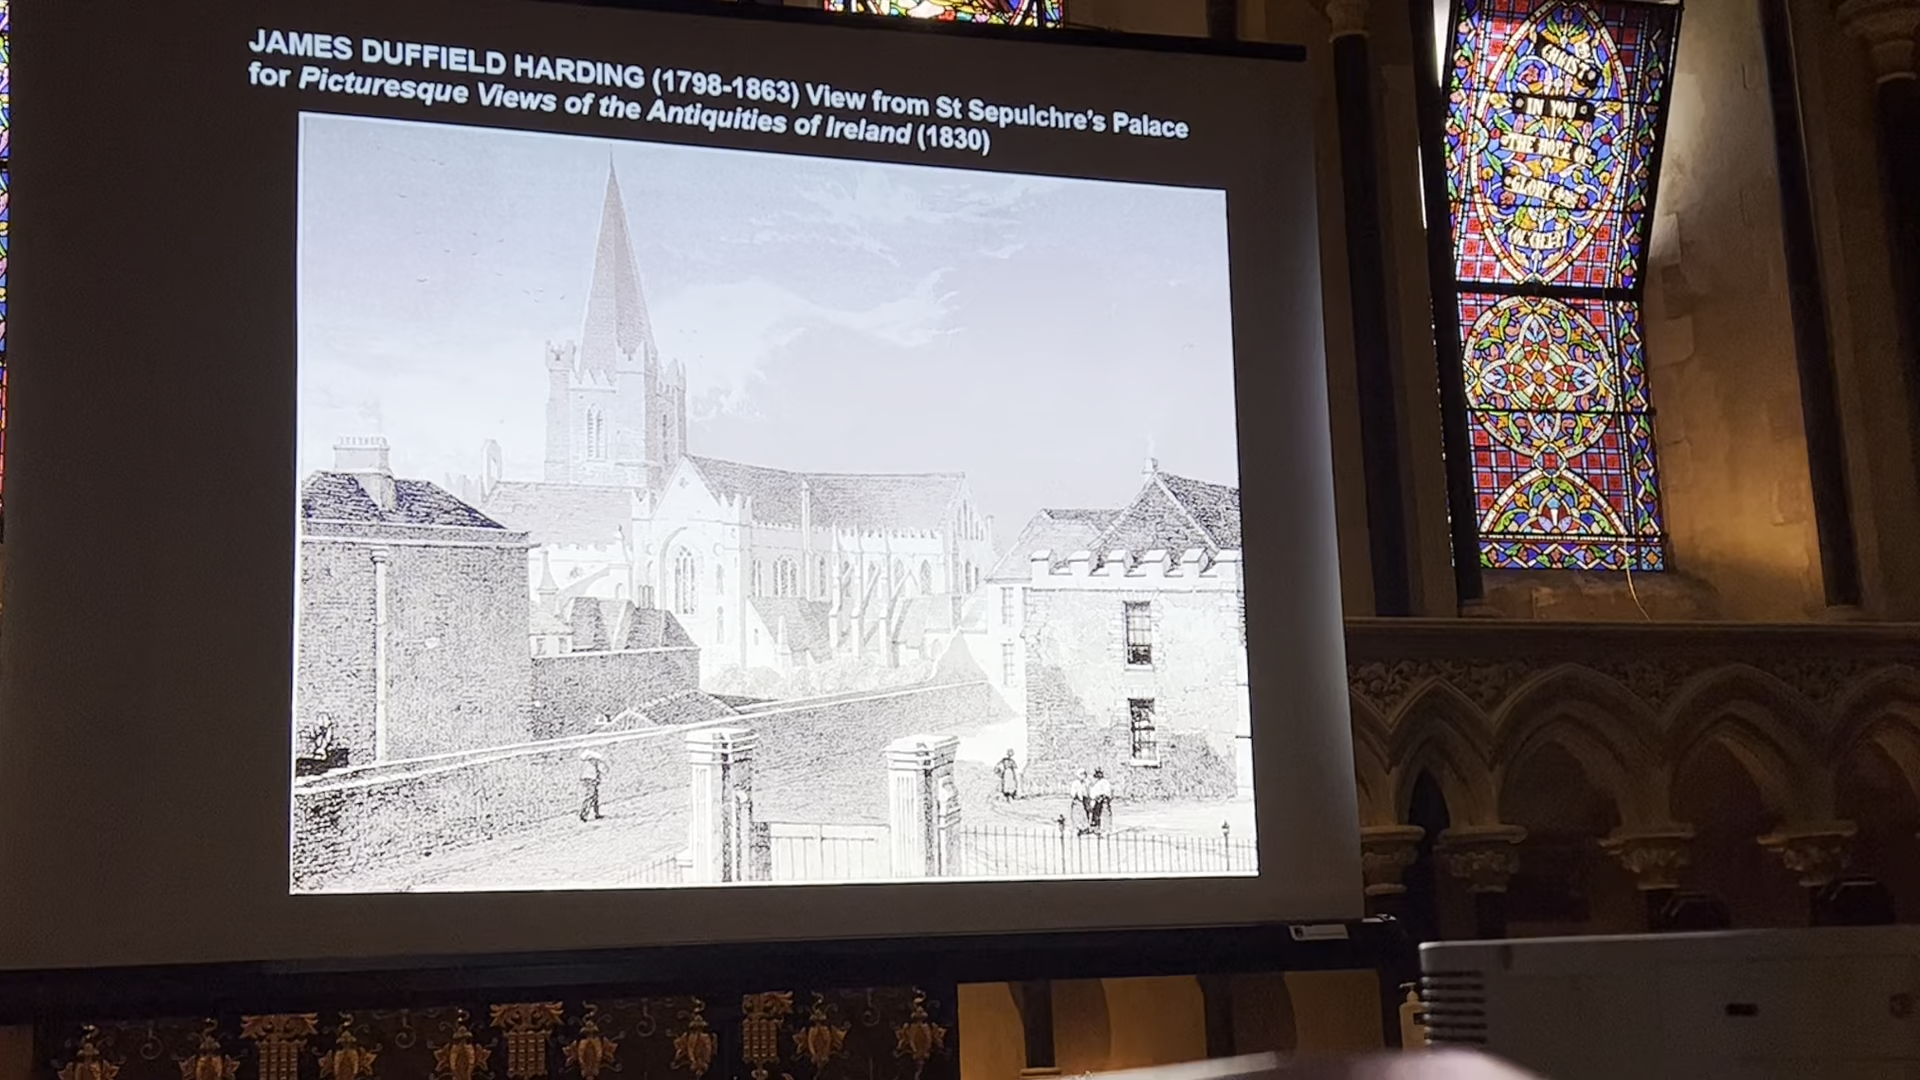 JAMES DUFFIELD HARDING (1798-1863) View from St Sepulchre's Palace
for Picturesque Views of the Antiquities of Ireland (1830)
CHRIST
IN YOU
THE HOPE OF
GLORY